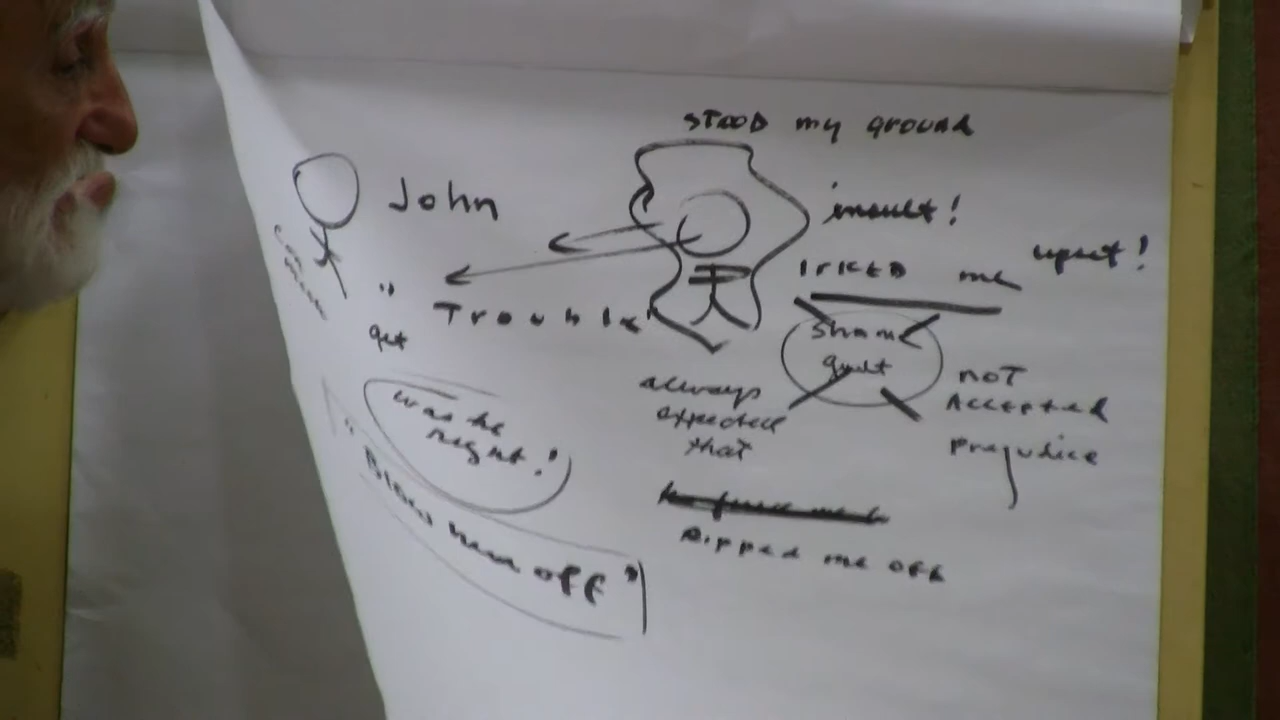 STOOD my ground
John
insult!
upset!
IRKED me
"
get
Trouble"
shame
guilt
always
expected
that
not
Accepted
Prejudice
was he
right!
"Blow him off"
Ripped me off